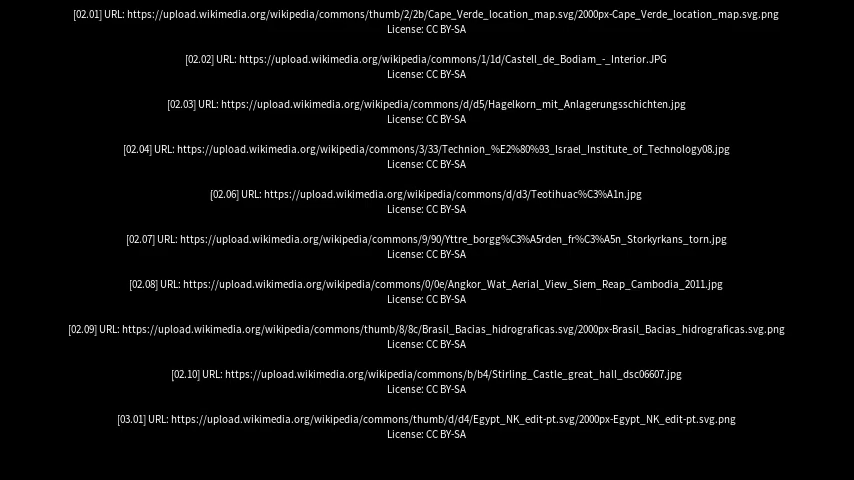 [02.01] URL: https://upload.wikimedia.org/wikipedia/commons/thumb/2/2b/Cape_Verde_location_map.svg/2000px-Cape_Verde_location_map.svg.png
License: CC BY-SA
[02.02] URL: https://upload.wikimedia.org/wikipedia/commons/1/1d/Castell_de_Bodiam_-_Interior.JPG
License: CC BY-SA
[02.03] URL: https://upload.wikimedia.org/wikipedia/commons/d/d5/Hagelkorn_mit_Anlagerungsschichten.jpg
License: CC BY-SA
[02.04] URL: https://upload.wikimedia.org/wikipedia/commons/3/33/Technion_%E2%80%93_Israel_Institute_of_Technology08.jpg
License: CC BY-SA
[02.06] URL: https://upload.wikimedia.org/wikipedia/commons/d/d3/Teotihuac%C3%A1n.jpg
License: CC BY-SA
[02.07] URL: https://upload.wikimedia.org/wikipedia/commons/9/90/Yttre_borgg%C3%A5rden_fr%C3%A5n_Storkyrkans_torn.jpg
License: CC BY-SA
[02.08] URL: https://upload.wikimedia.org/wikipedia/commons/0/0e/Angkor_Wat_Aerial_View_Siem_Reap_Cambodia_2011.jpg
License: CC BY-SA
[02.09] URL: https://upload.wikimedia.org/wikipedia/commons/thumb/8/8c/Brasil_Bacias_hidrograficas.svg/2000px-Brasil_Bacias_hidrograficas.svg.png
License: CC BY-SA
[02.10] URL: https://upload.wikimedia.org/wikipedia/commons/b/b4/Stirling_Castle_great_hall_dsc06607.jpg
License: CC BY-SA
[03.01] URL: https://upload.wikimedia.org/wikipedia/commons/thumb/d/d4/Egypt_NK_edit-pt.svg/2000px-Egypt_NK_edit-pt.svg.png
License: CC BY-SA